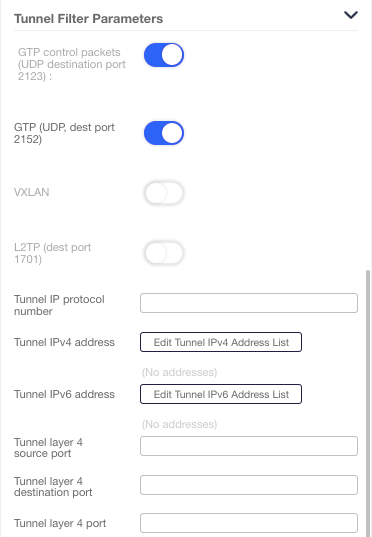 Tunnel Filter Parameters
GTP control packets
(UDP destination port
2123) :
GTP (UDP, dest port
2152)
VXLAN
L2TP (dest port
1701)
Tunnel IP protocol
number
Tunnel IPv4 address
Edit Tunnel IPv4 Address List
(No addresses)
Tunnel IPv6 address
Edit Tunnel IPv6 Address List
(No addresses)
Tunnel layer 4
source port
Tunnel layer 4
destination port
Tunnel layer 4 port